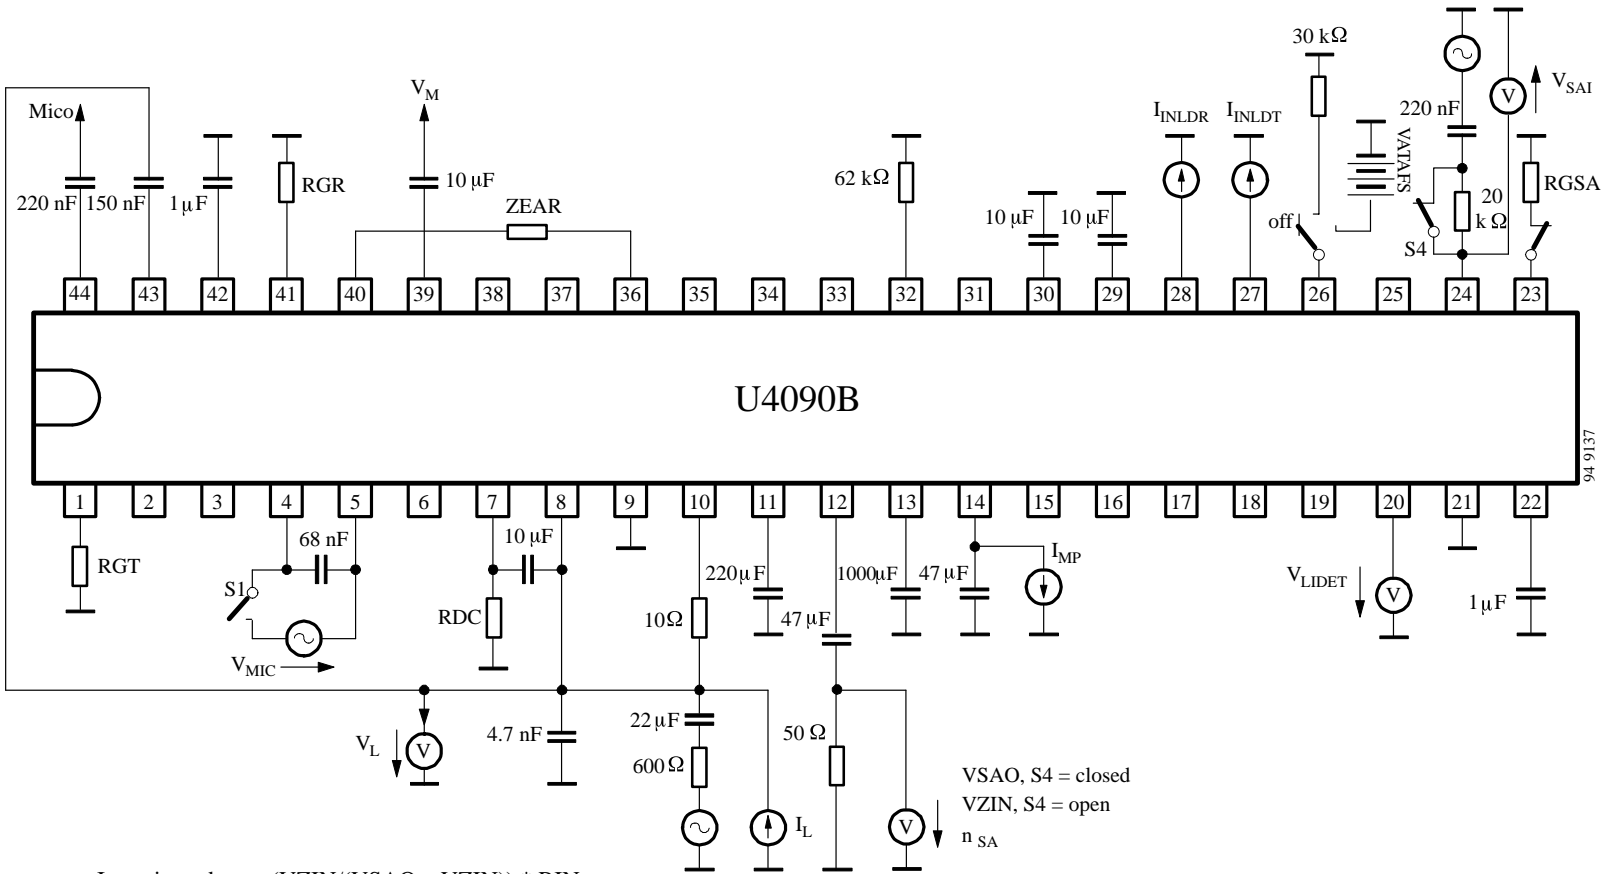 30 kΩ
Mico
V_M
I_INLDR
I_INLDT
V_SAI
220 nF
VATAFS
220 nF
150 nF
1 µF
RGR
10 µF
62 kΩ
RGSA
ZEAR
20
k Ω
10 µF
10 µF
off
S4
44 43 42 41 40 39 38 37 36 35 34 33 32 31 30 29 28 27 26 25 24 23
U4090B
94 9137
1 2 3 4 5 6 7 8 9 10 11 12 13 14 15 16 17 18 19 20 21 22
68 nF
10 µF
I_MP
RGT
220 µF
1000µF
47 µF
V_LIDET
V
1 µF
S1
RDC
10Ω
47 µF
V_MIC
22 µF
50 Ω
V_L
V
4.7 nF
600 Ω
VSAO, S4 = closed
VZIN, S4 = open
I_L
V
n SA
V